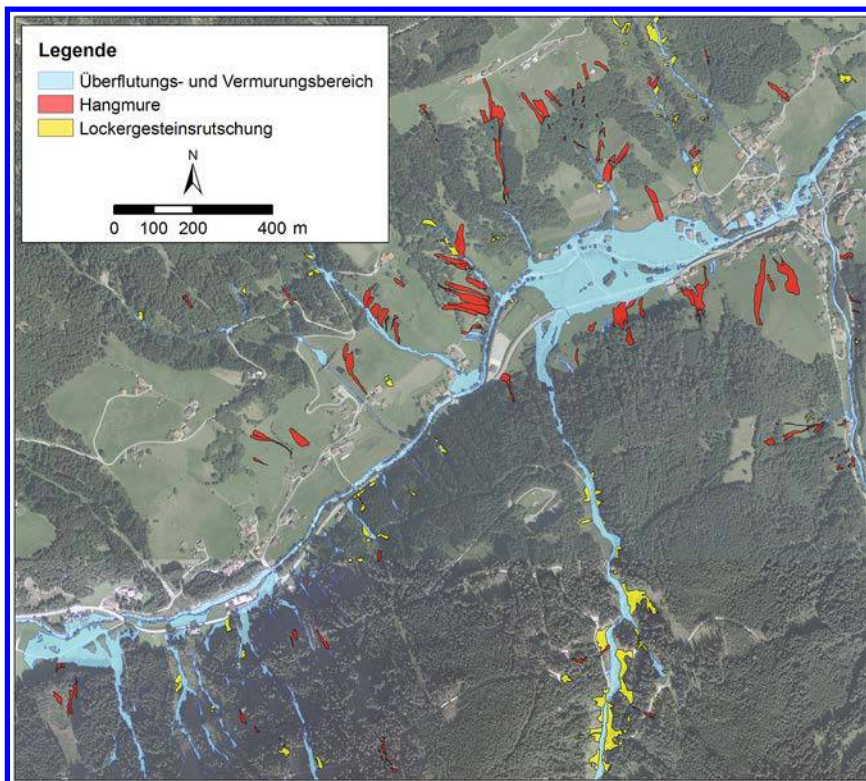 Legende
Überflutungs- und Vermurungsbereich
Hangmure
Lockergesteinsrutschung
N
0 100 200 400 m